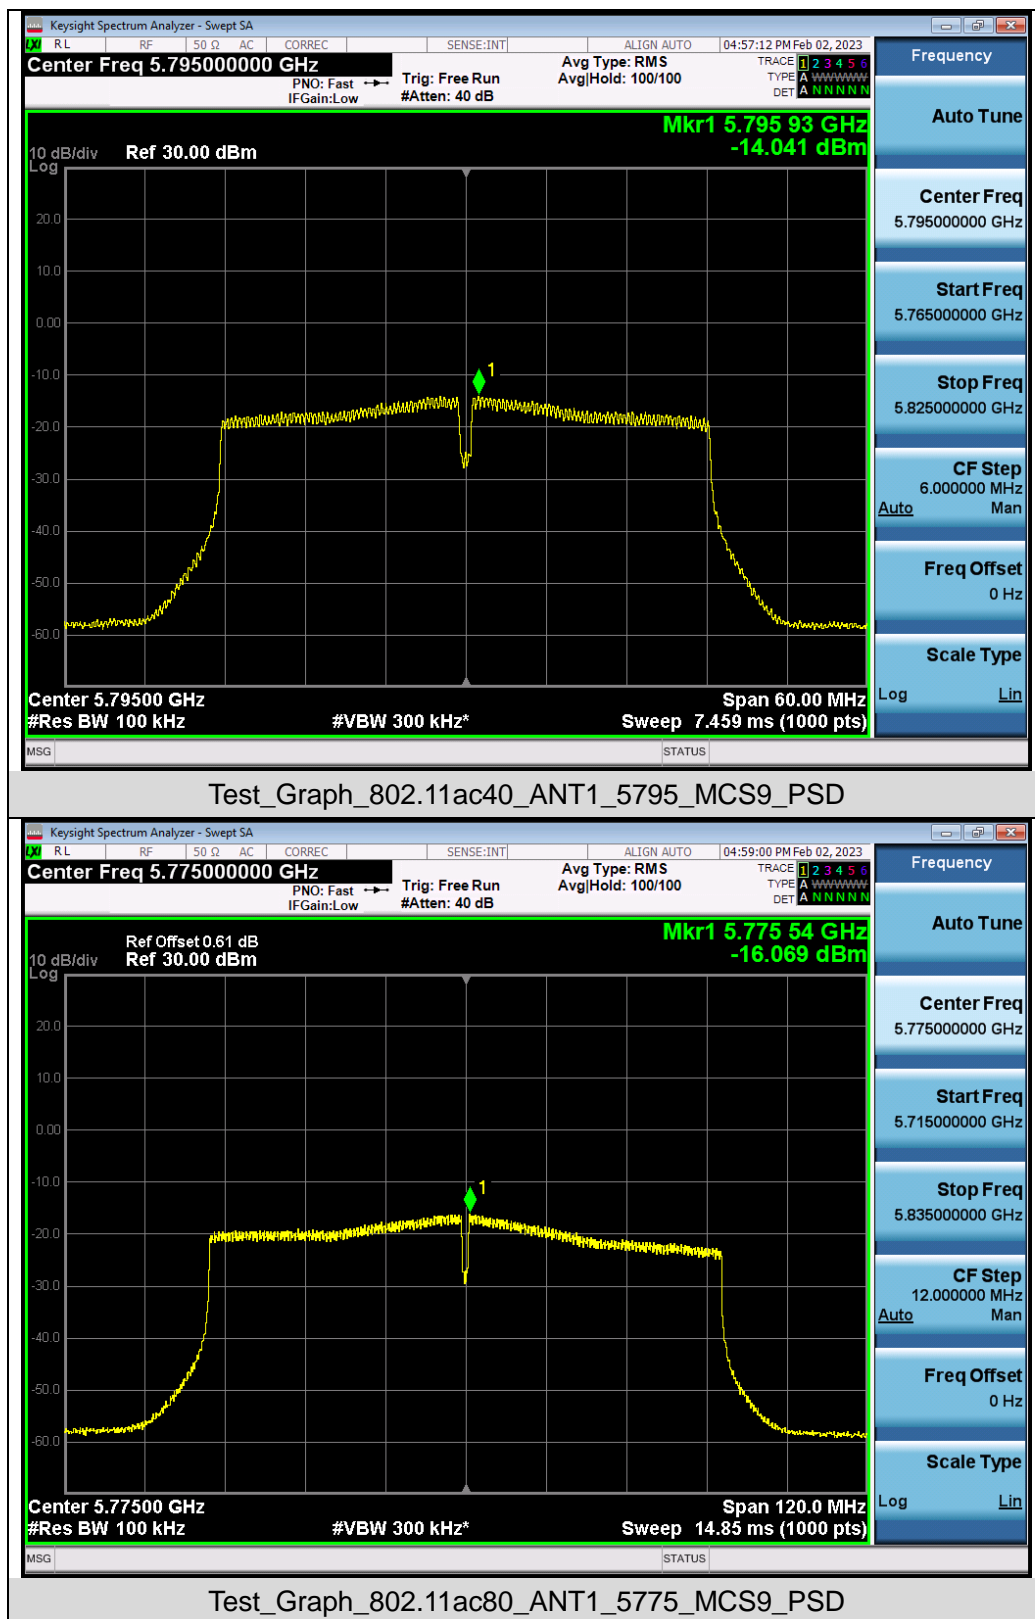 Keysight Spectrum Analyzer - Swept SA
LXI RL RF 50 Ω AC CORREC SENSE:INT ALIGN AUTO 04:57:12 PM Feb 02, 2023
Center Freq 5.795000000 GHz Avg Type: RMS TRACE 1 2 3 4 5 6
PNO: Fast Trig: Free Run Avg|Hold: 100/100 TYPE A WWWWW
IFGain:Low #Atten: 40 dB DET A N N N N N
Mkr1 5.795 93 GHz
-14.041 dBm
10 dB/div Ref 30.00 dBm
Log
20.0
10.0
0.00
-10.0
1
-20.0
-30.0
-40.0
-50.0
-60.0
Center 5.79500 GHz Span 60.00 MHz
#Res BW 100 kHz #VBW 300 kHz* Sweep 7.459 ms (1000 pts)
MSG STATUS
Frequency
Auto Tune
Center Freq
5.795000000 GHz
Start Freq
5.765000000 GHz
Stop Freq
5.825000000 GHz
CF Step
6.000000 MHz
Auto Man
Freq Offset
0 Hz
Scale Type
Log Lin
Test_Graph_802.11ac40_ANT1_5795_MCS9_PSD
Keysight Spectrum Analyzer - Swept SA
LXI RL RF 50 Ω AC CORREC SENSE:INT ALIGN AUTO 04:59:00 PM Feb 02, 2023
Center Freq 5.775000000 GHz Avg Type: RMS TRACE 1 2 3 4 5 6
PNO: Fast Trig: Free Run Avg|Hold: 100/100 TYPE A WWWWW
IFGain:Low #Atten: 40 dB DET A N N N N N
Mkr1 5.775 54 GHz
-16.069 dBm
Ref Offset 0.61 dB
10 dB/div Ref 30.00 dBm
Log
20.0
10.0
0.00
-10.0
1
-20.0
-30.0
-40.0
-50.0
-60.0
Center 5.77500 GHz Span 120.0 MHz
#Res BW 100 kHz #VBW 300 kHz* Sweep 14.85 ms (1000 pts)
MSG STATUS
Frequency
Auto Tune
Center Freq
5.775000000 GHz
Start Freq
5.715000000 GHz
Stop Freq
5.835000000 GHz
CF Step
12.000000 MHz
Auto Man
Freq Offset
0 Hz
Scale Type
Log Lin
Test_Graph_802.11ac80_ANT1_5775_MCS9_PSD